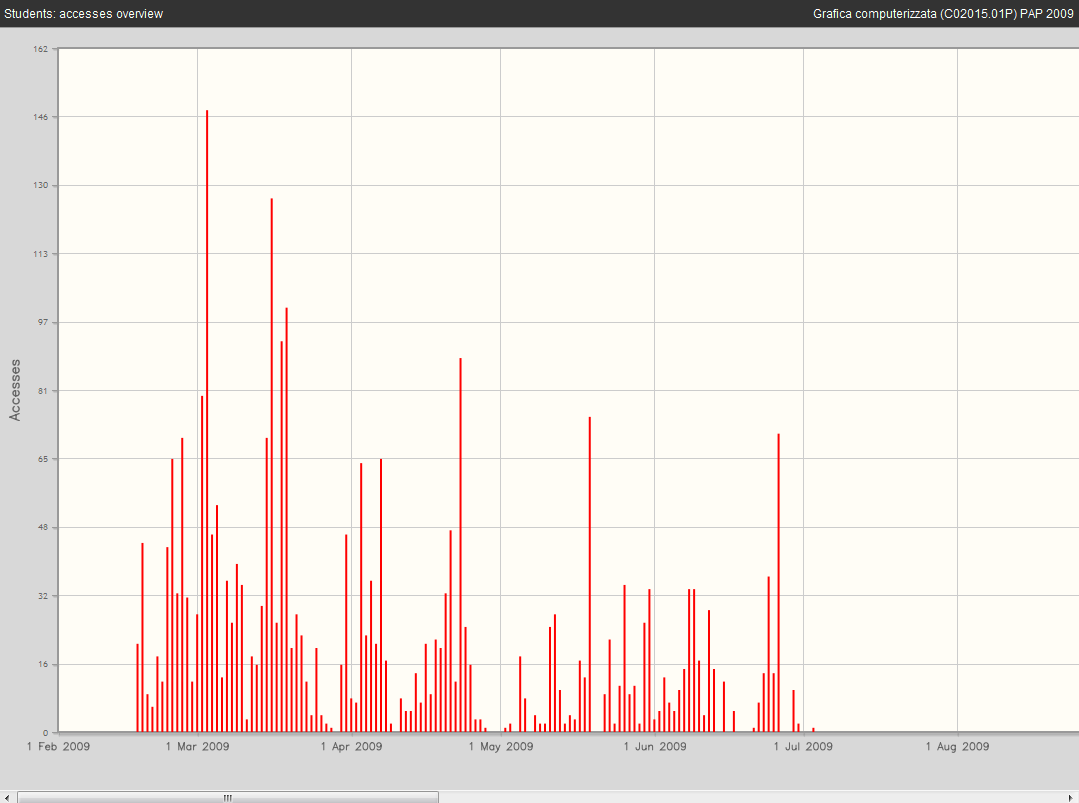 Students: accesses overview
Grafica computerizzata (C02015.01P) PAP 2009
162
146
130
113
97
81
65
48
32
16
0
Accesses
1 Feb 2009
1 Mar 2009
1 Apr 2009
1 May 2009
1 Jun 2009
1 Jul 2009
1 Aug 2009